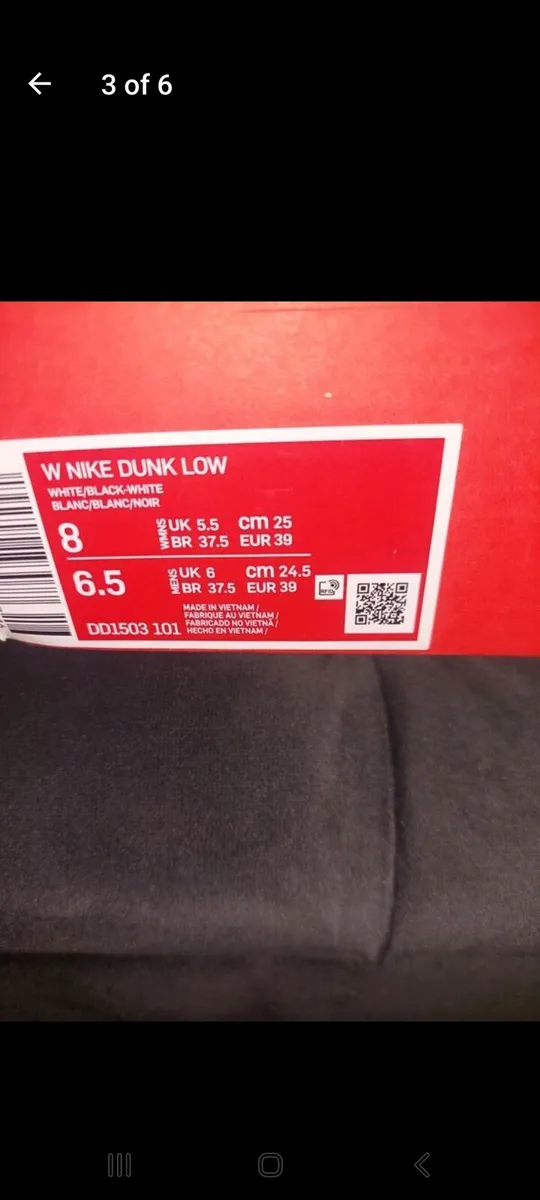 3 of 6
W NIKE DUNK LOW
WHITE/BLACK-WHITE
BLANC/BLANC/NOIR
8 WMNS UK 5.5 cm 25
BR 37.5 EUR 39
6.5 MENS UK 6 cm 24.5
BR 37.5 EUR 39
MADE IN VIETNAM /
FABRIQUE AU VIETNAM /
FABRICADO NO VIETNÃ /
DD1503 101 HECHO EN VIETNAM /